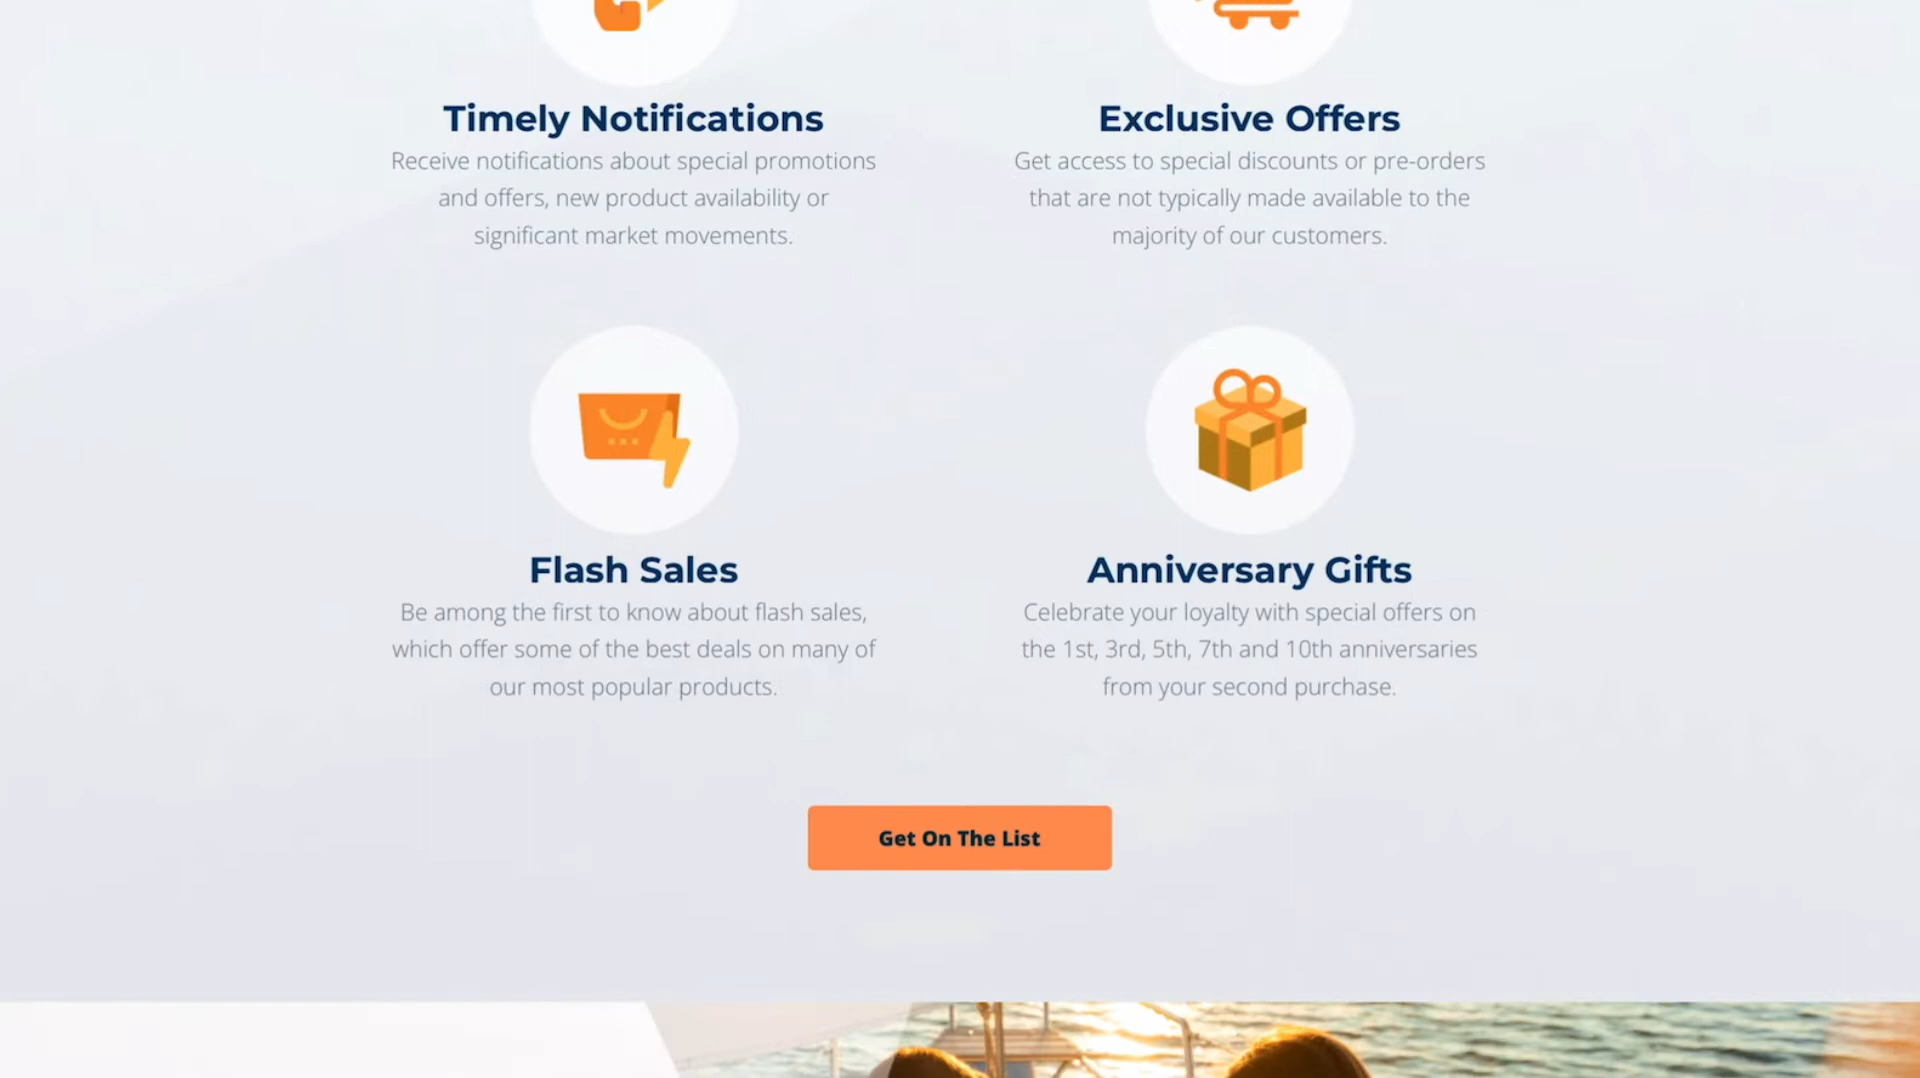 Timely Notifications
Receive notifications about special promotions
and offers, new product availability or
significant market movements.
Exclusive Offers
Get access to special discounts or pre-orders
that are not typically made available to the
majority of our customers.
Flash Sales
Be among the first to know about flash sales,
which offer some of the best deals on many of
our most popular products.
Anniversary Gifts
Celebrate your loyalty with special offers on
the 1st, 3rd, 5th, 7th and 10th anniversaries
from your second purchase.
Get On The List